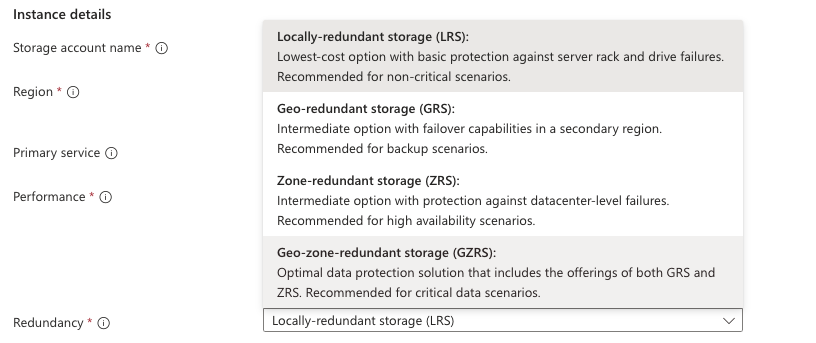 Instance details
Storage account name *
Region *
Primary service
Performance *
Locally-redundant storage (LRS):
Lowest-cost option with basic protection against server rack and drive failures.
Recommended for non-critical scenarios.
Geo-redundant storage (GRS):
Intermediate option with failover capabilities in a secondary region.
Recommended for backup scenarios.
Zone-redundant storage (ZRS):
Intermediate option with protection against datacenter-level failures.
Recommended for high availability scenarios.
Geo-zone-redundant storage (GZRS):
Optimal data protection solution that includes the offerings of both GRS and
ZRS. Recommended for critical data scenarios.
Redundancy *
Locally-redundant storage (LRS)